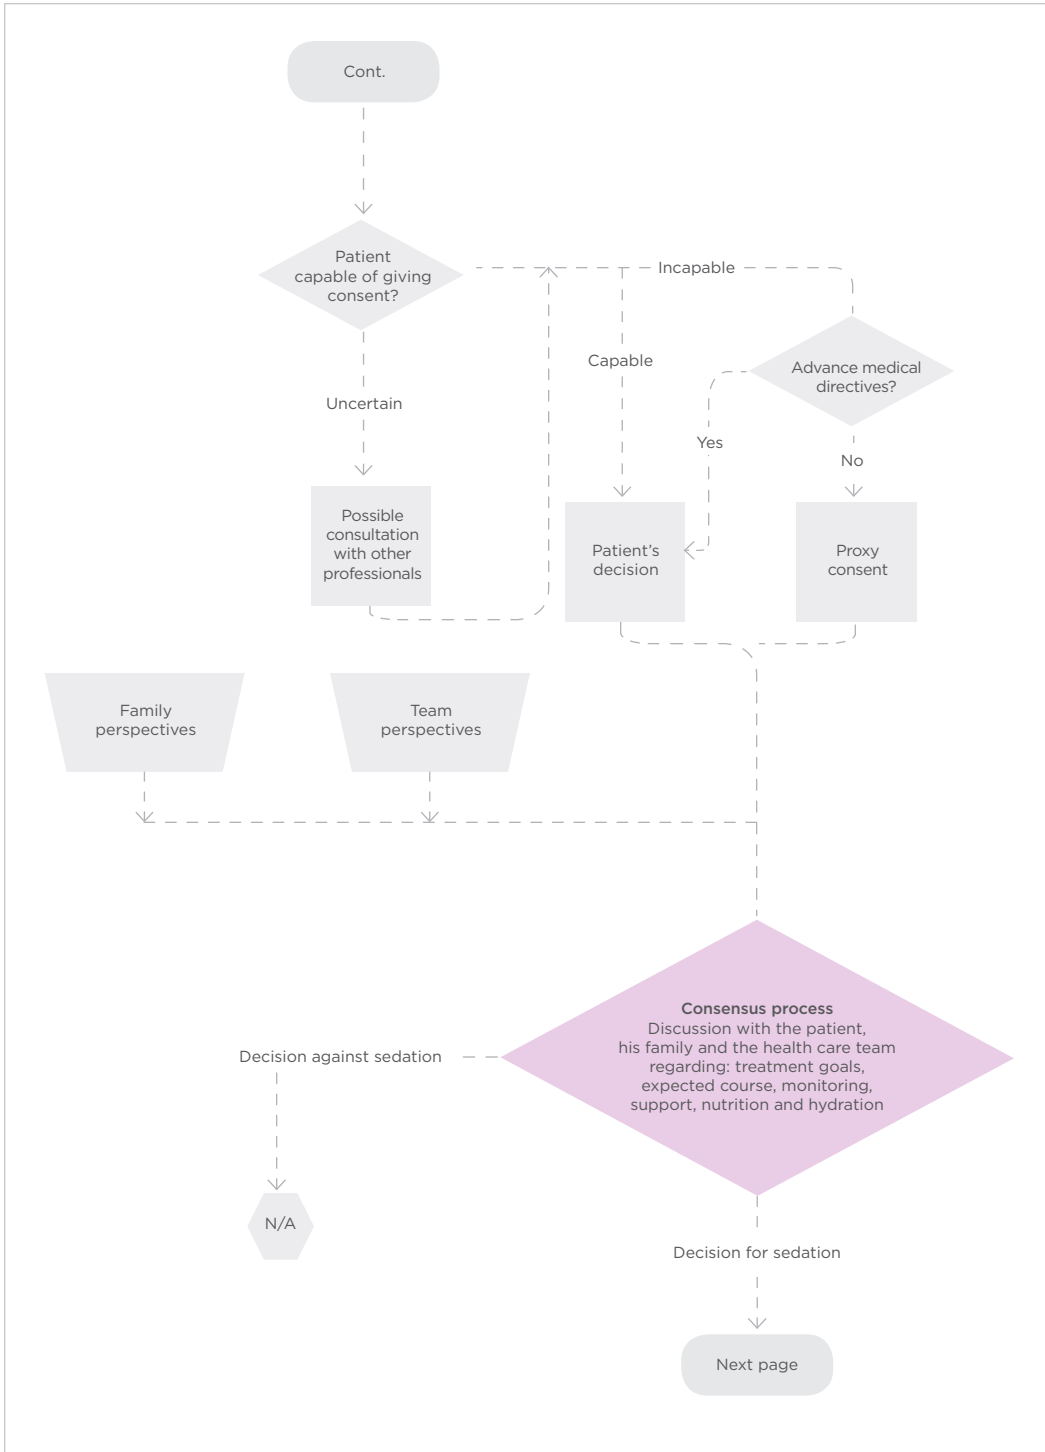 Cont.
Patient
capable of giving
consent?
Incapable
Capable
Advance medical
directives?
Uncertain
Yes
No
Possible
consultation
with other
professionals
Patient's
decision
Proxy
consent
Family
perspectives
Team
perspectives
Consensus process
Discussion with the patient,
his family and the health care team
regarding: treatment goals,
expected course, monitoring,
support, nutrition and hydration
Decision against sedation
N/A
Decision for sedation
Next page